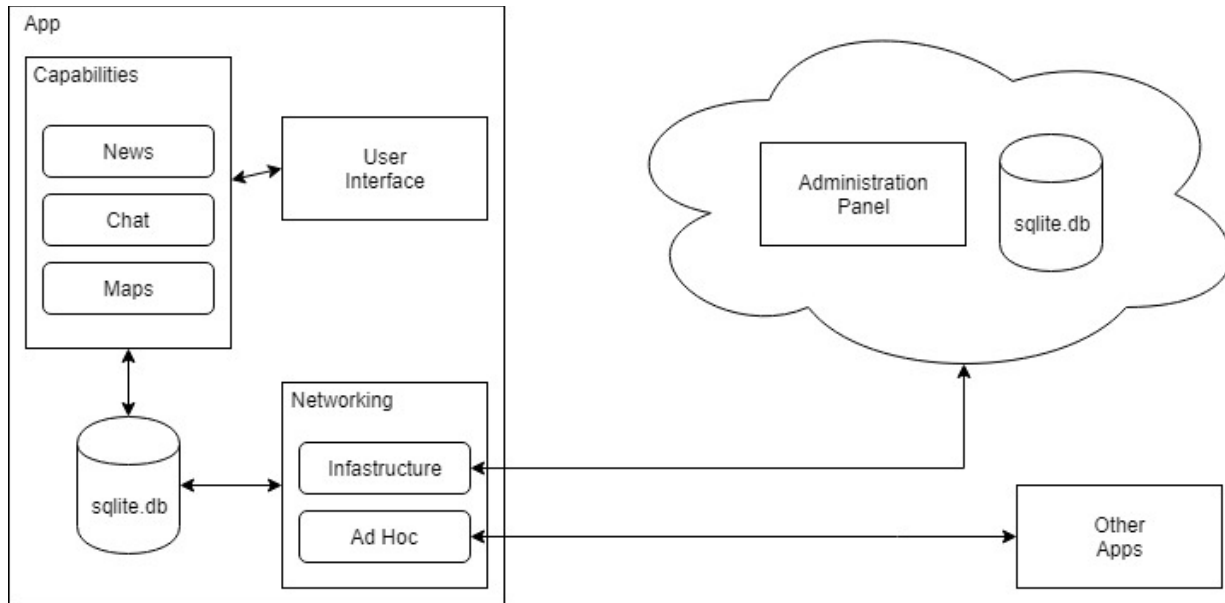 App
Capabilities
News
Chat
Maps
User
Interface
sqlite.db
Networking
Infastructure
Ad Hoc
Administration
Panel
sqlite.db
Other
Apps